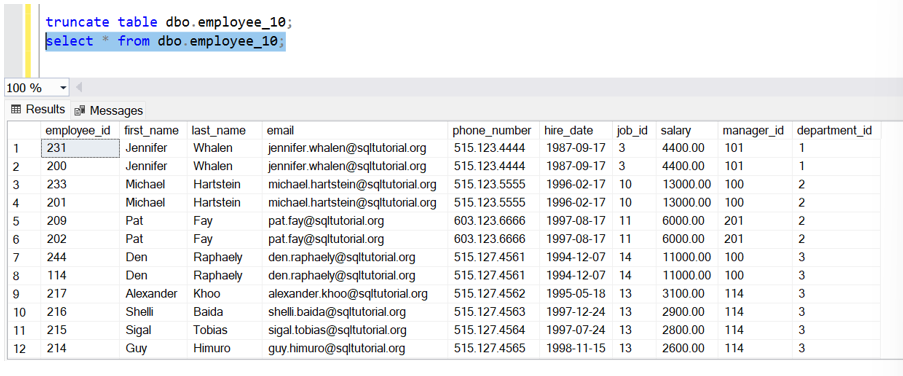 truncate table dbo.employee_10;
select * from dbo.employee_10;
100 %
Results Messages
employee_id first_name last_name email phone_number hire_date job_id salary manager_id department_id
1 231 Jennifer Whalen jennifer.whalen@sqltutorial.org 515.123.4444 1987-09-17 3 4400.00 101 1
2 200 Jennifer Whalen jennifer.whalen@sqltutorial.org 515.123.4444 1987-09-17 3 4400.00 101 1
3 233 Michael Hartstein michael.hartstein@sqltutorial.org 515.123.5555 1996-02-17 10 13000.00 100 2
4 201 Michael Hartstein michael.hartstein@sqltutorial.org 515.123.5555 1996-02-17 10 13000.00 100 2
5 209 Pat Fay pat.fay@sqltutorial.org 603.123.6666 1997-08-17 11 6000.00 201 2
6 202 Pat Fay pat.fay@sqltutorial.org 603.123.6666 1997-08-17 11 6000.00 201 2
7 244 Den Raphaely den.raphaely@sqltutorial.org 515.127.4561 1994-12-07 14 11000.00 100 3
8 114 Den Raphaely den.raphaely@sqltutorial.org 515.127.4561 1994-12-07 14 11000.00 100 3
9 217 Alexander Khoo alexander.khoo@sqltutorial.org 515.127.4562 1995-05-18 13 3100.00 114 3
10 216 Shelli Baida shelli.baida@sqltutorial.org 515.127.4563 1997-12-24 13 2900.00 114 3
11 215 Sigal Tobias sigal.tobias@sqltutorial.org 515.127.4564 1997-07-24 13 2800.00 114 3
12 214 Guy Himuro guy.himuro@sqltutorial.org 515.127.4565 1998-11-15 13 2600.00 114 3